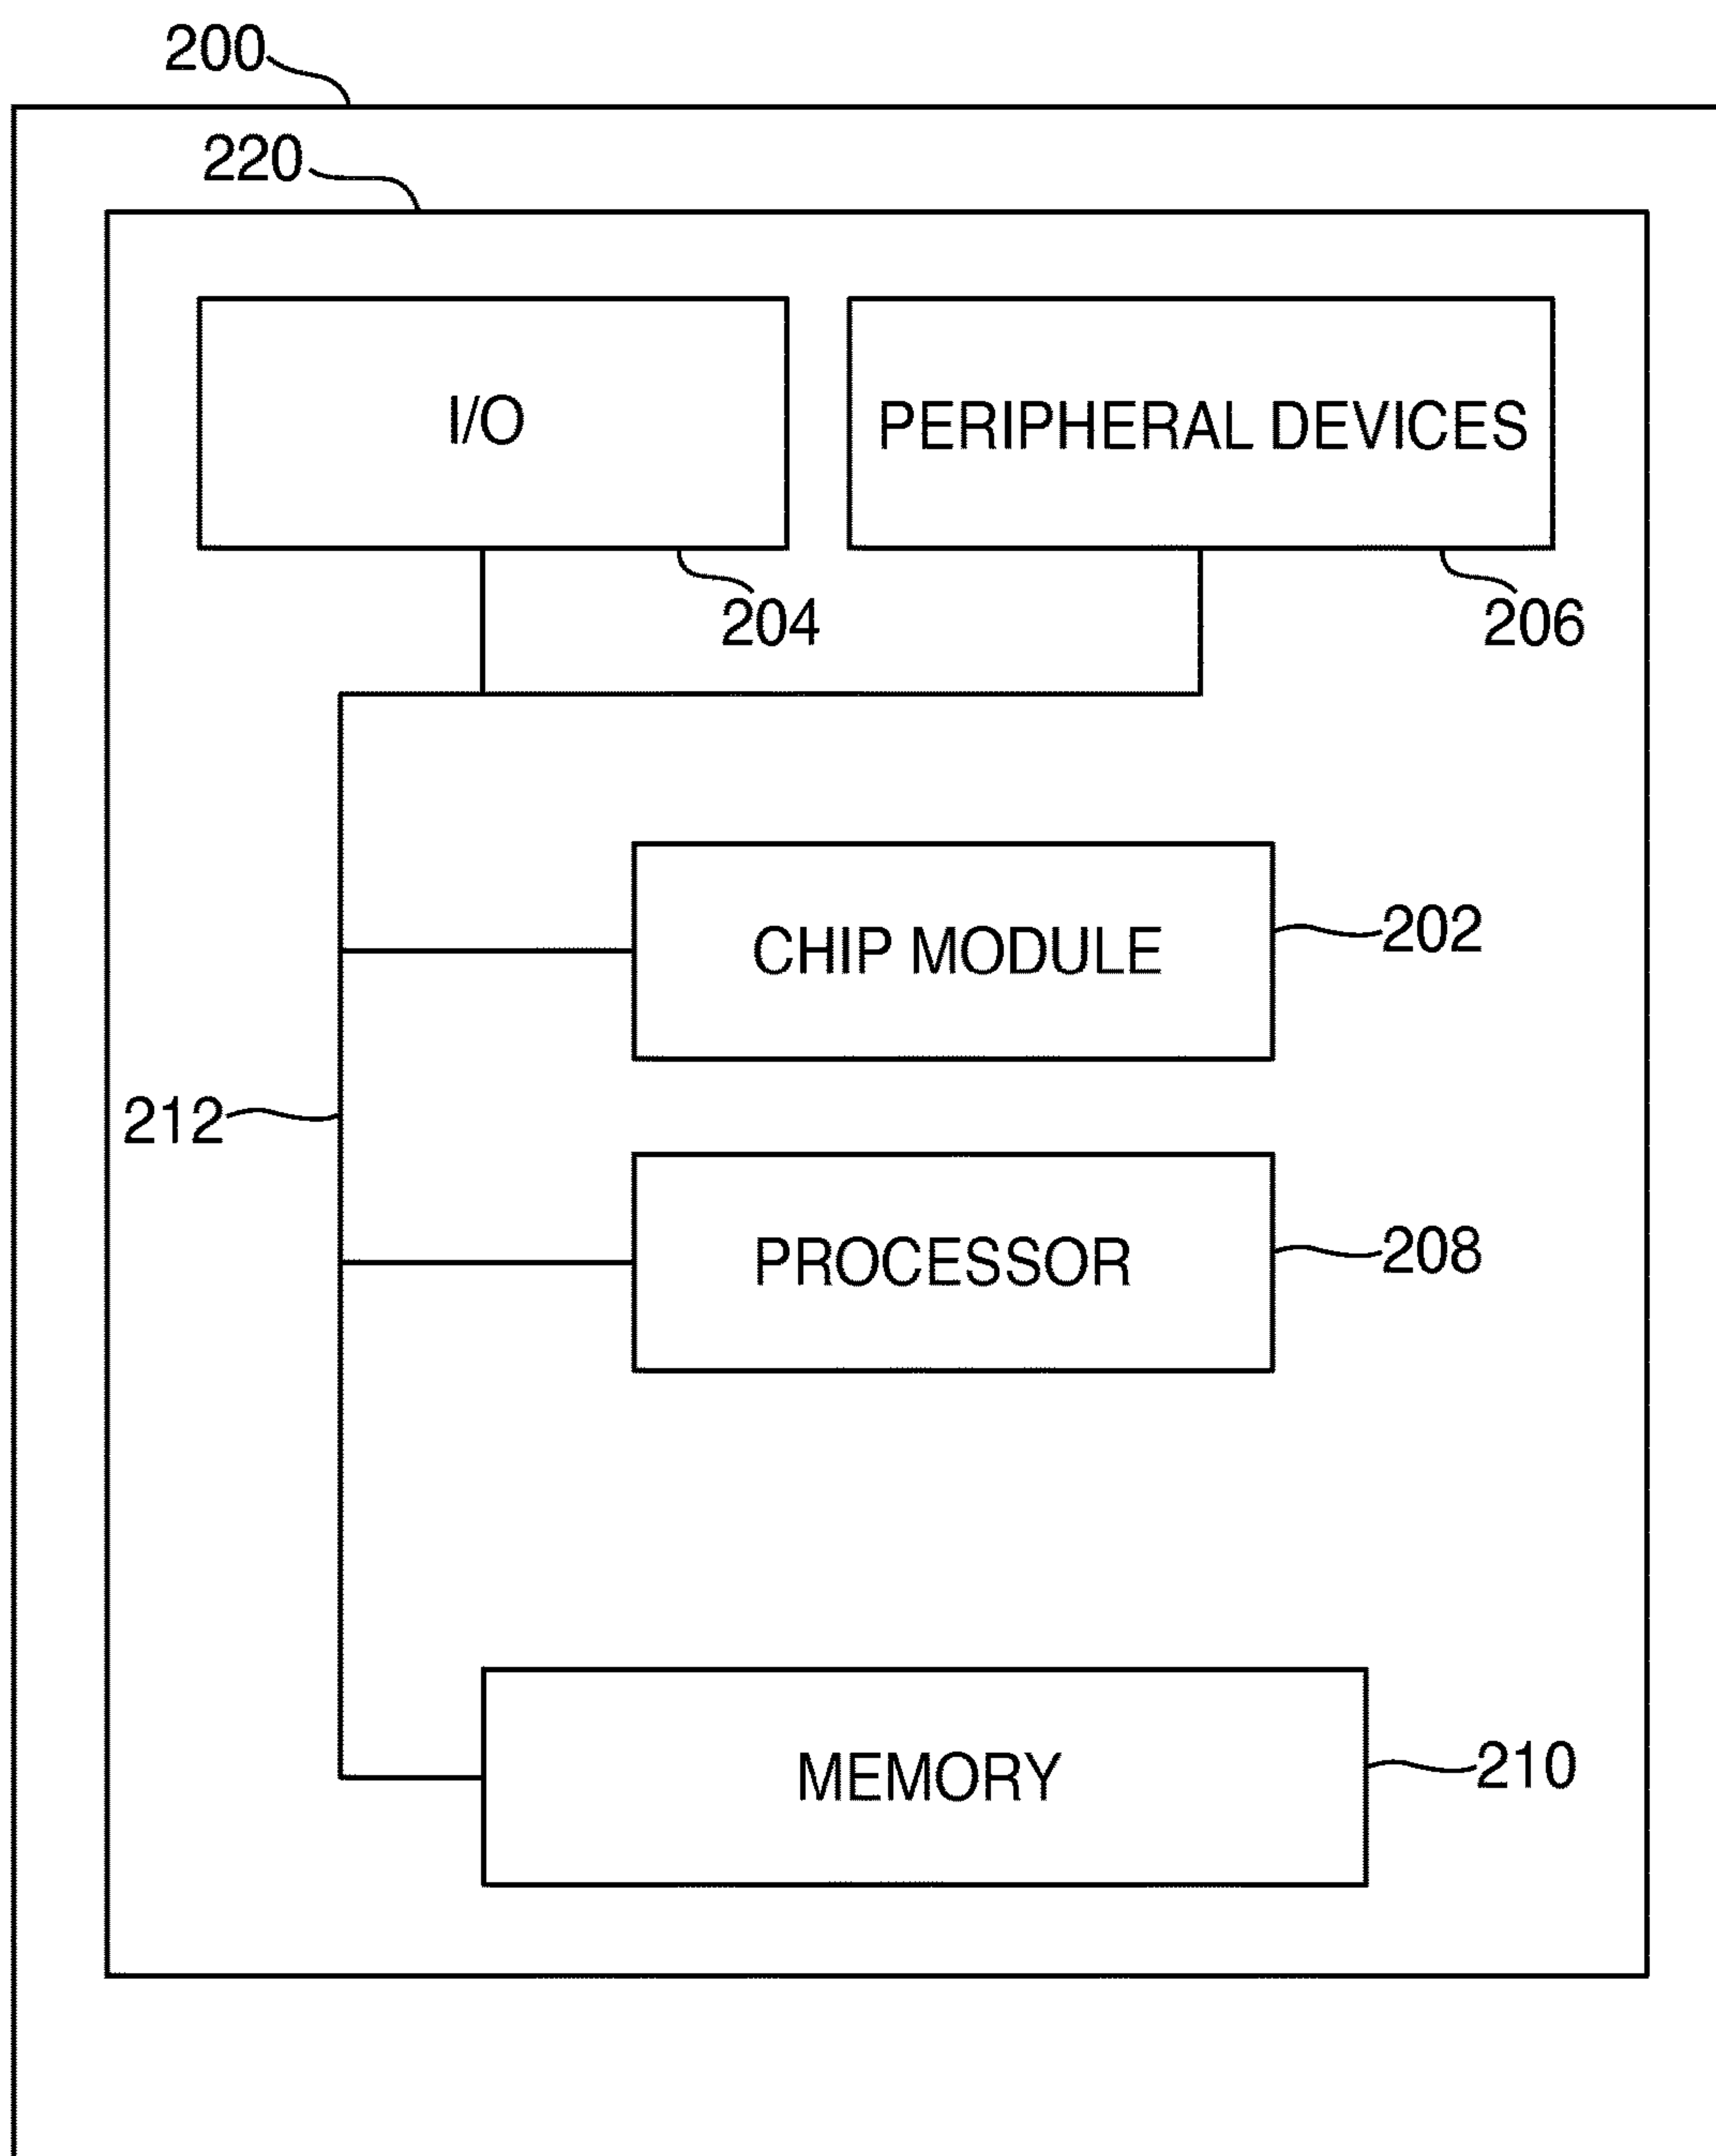 200
220
I/O
PERIPHERAL DEVICES
204
206
CHIP MODULE
202
212
PROCESSOR
208
MEMORY
210